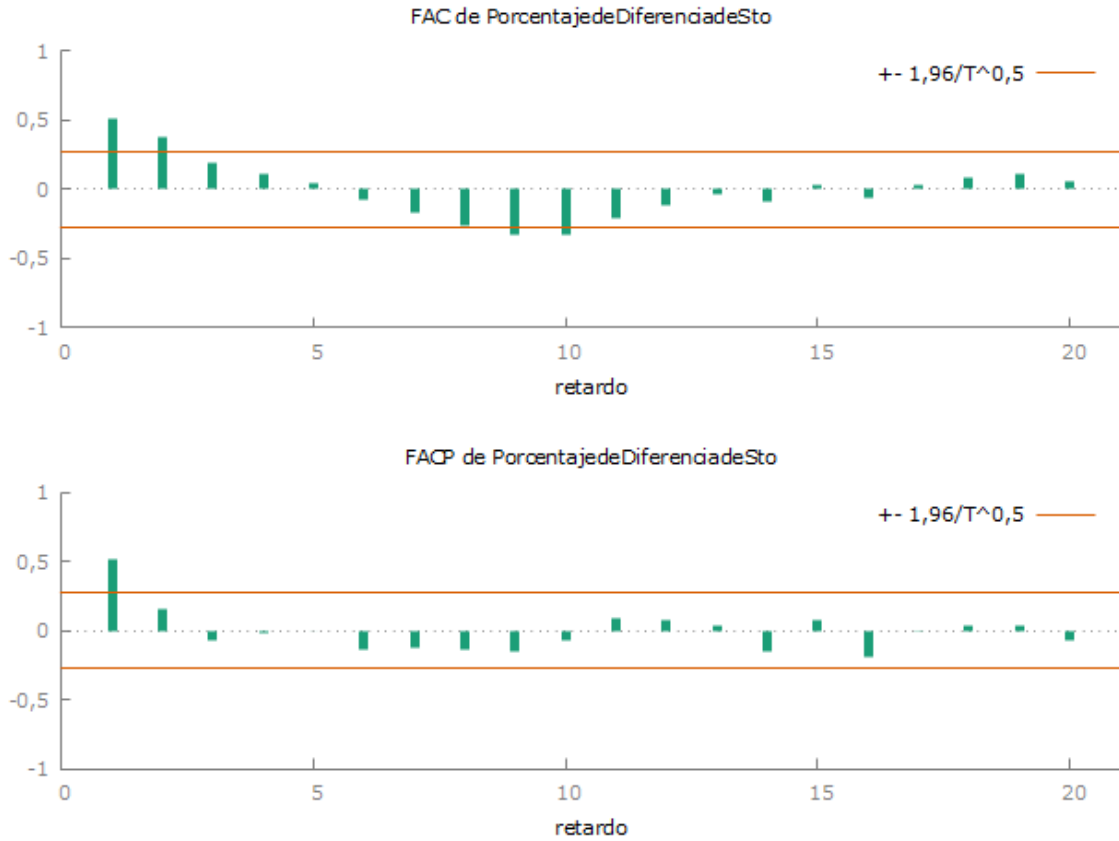 FAC de PorcentajedeDiferenciadeSto
1
+- 1,96/T^0,5
0,5
0
-0,5
-1
0 5 10 15 20
retardo
FACP de PorcentajedeDiferenciadeSto
1
+- 1,96/T^0,5
0,5
0
-0,5
-1
0 5 10 15 20
retardo